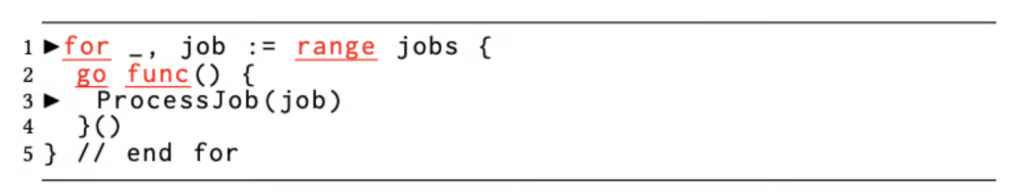 1 ▶for _, job := range jobs {
2 go func() {
3 ▶ ProcessJob(job)
4 }()
5 } // end for